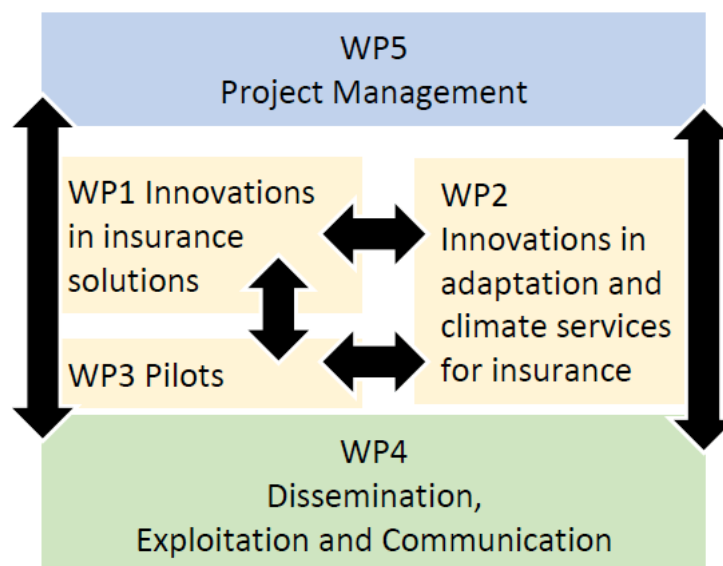 WP5
Project Management
WP1 Innovations
in insurance
solutions
WP2
Innovations in
adaptation and
climate services
for insurance
WP3 Pilots
WP4
Dissemination,
Exploitation and Communication